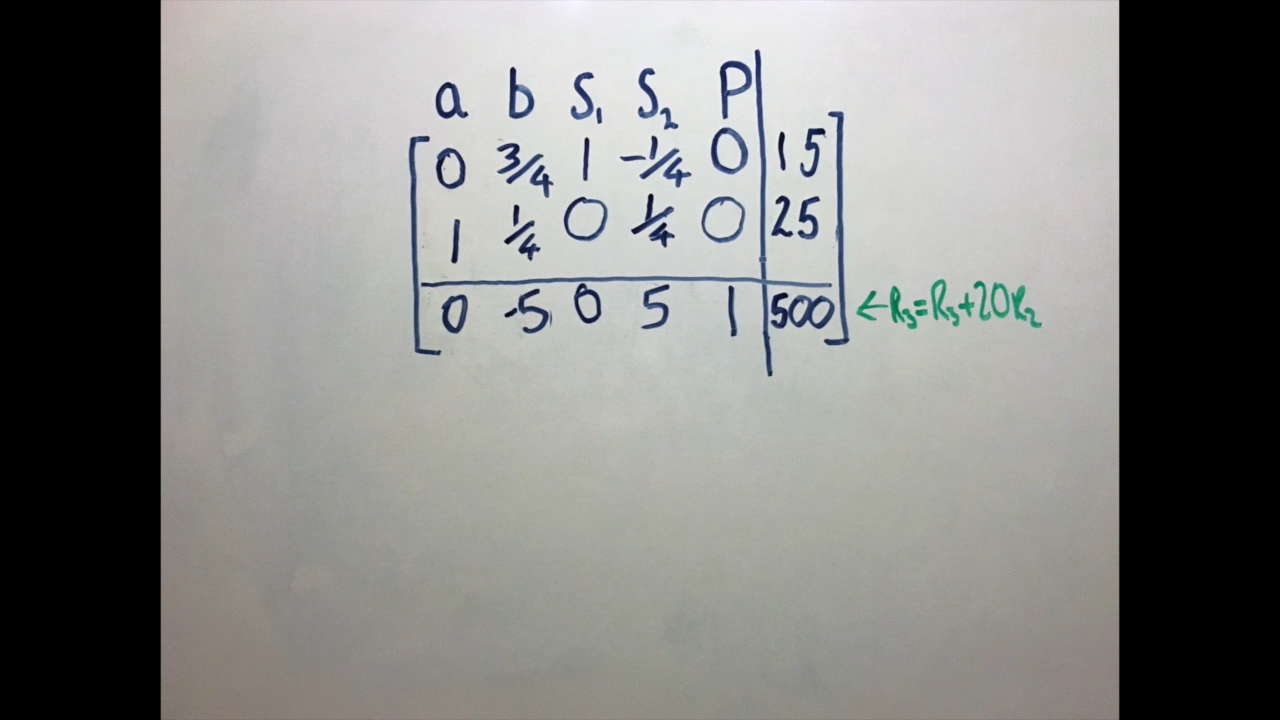 a b S₁ S₂ P
0 3/4 1 -1/4 0 15
1 1/4 0 1/4 0 25
0 -5 0 5 1 500 ←R₃=R₃+20R₂